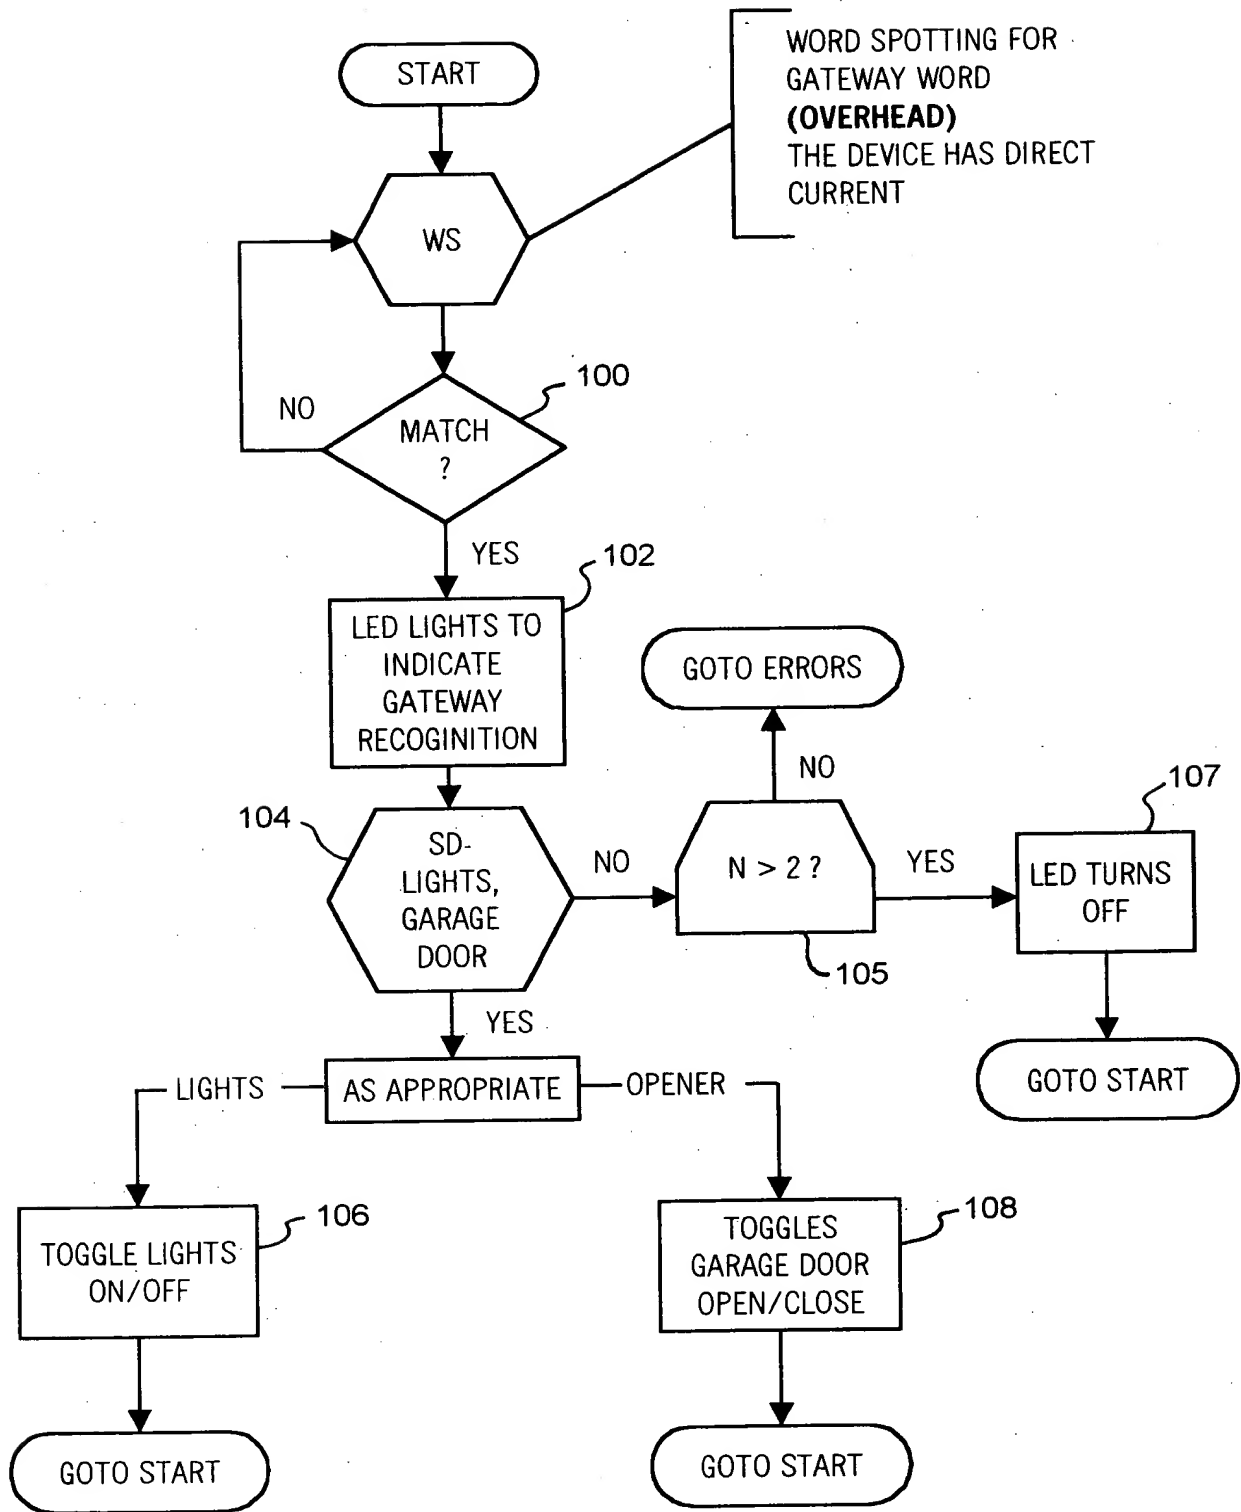 START
WORD SPOTTING FOR
GATEWAY WORD
(OVERHEAD)
THE DEVICE HAS DIRECT
CURRENT
WS
100
NO
MATCH
?
YES
102
LED LIGHTS TO
INDICATE
GATEWAY
RECOGINITION
GOTO ERRORS
NO
107
104
SD-
LIGHTS,
GARAGE
DOOR
NO
N > 2 ?
YES
LED TURNS
OFF
105
YES
GOTO START
LIGHTS
AS APPROPRIATE
OPENER
106
TOGGLE LIGHTS
ON/OFF
108
TOGGLES
GARAGE DOOR
OPEN/CLOSE
GOTO START
GOTO START